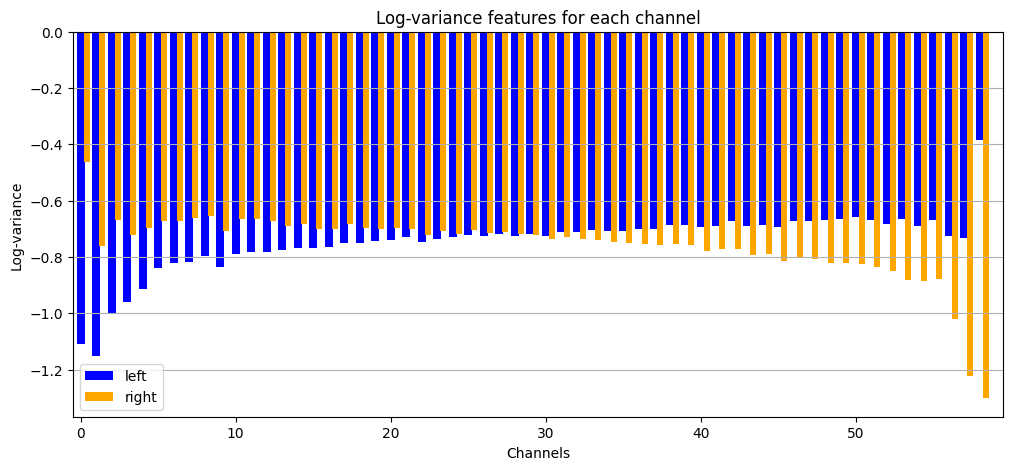 Log-variance features for each channel
0.0
−0.2
−0.4
−0.6
−0.8
−1.0
−1.2
Log-variance
left
right
0 10 20 30 40 50
Channels